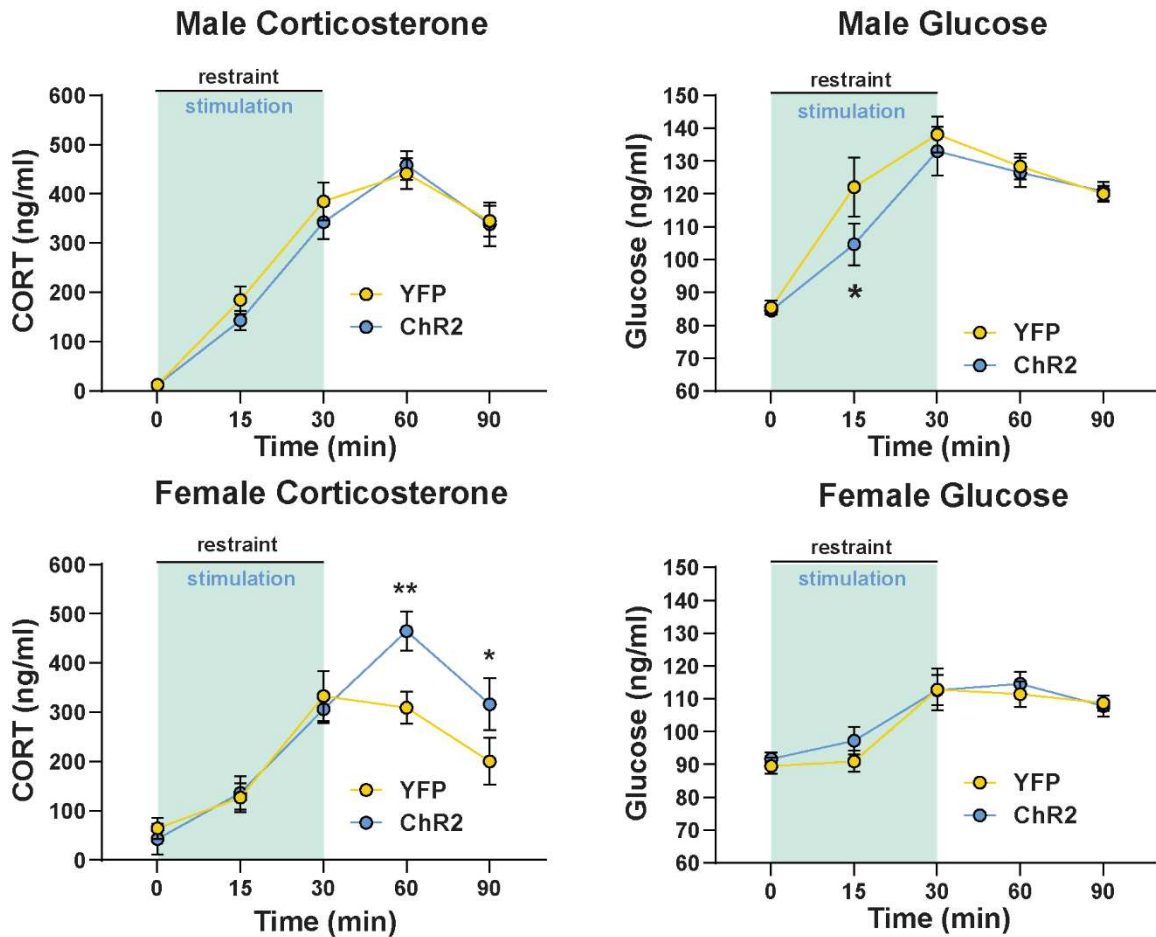 Male Corticosterone
restraint
stimulation
600
500
400
300
200
100
0
CORT (ng/ml)
YFP
ChR2
0 15 30 60 90
Time (min)
Male Glucose
restraint
stimulation
150
140
130
120
110
100
90
80
70
60
Glucose (ng/ml)
*
YFP
ChR2
0 15 30 60 90
Time (min)
Female Corticosterone
restraint
stimulation
600
500
400
300
200
100
0
CORT (ng/ml)
**
*
YFP
ChR2
0 15 30 60 90
Time (min)
Female Glucose
restraint
stimulation
150
140
130
120
110
100
90
80
70
60
Glucose (ng/ml)
YFP
ChR2
0 15 30 60 90
Time (min)